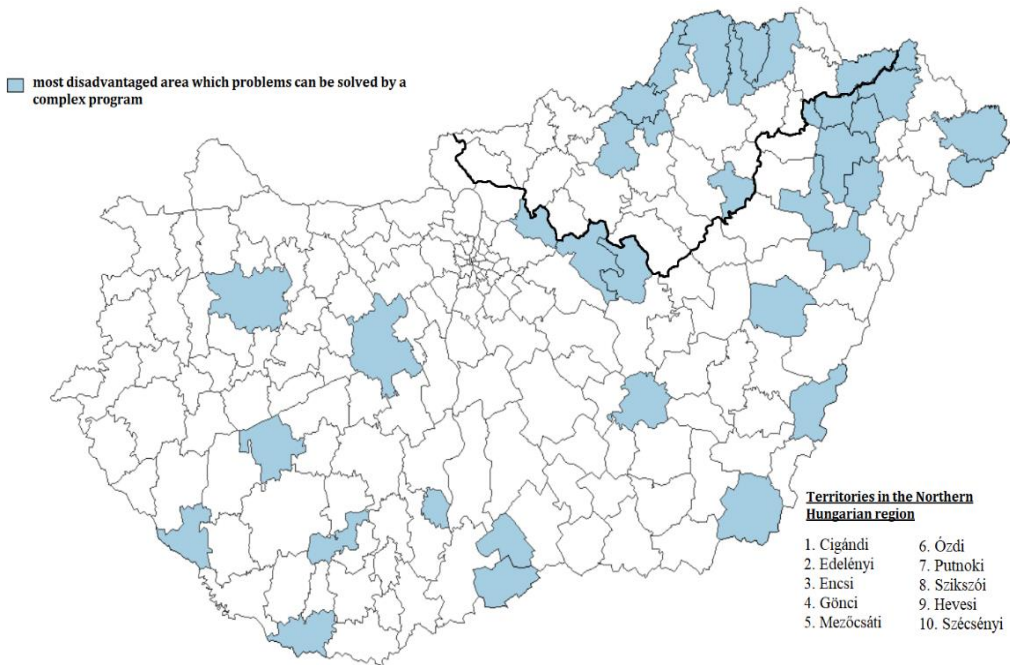 most disadvantaged area which problems can be solved by a
complex program
Territories in the Northern
Hungarian region
1. Cigándi
2. Edelényi
3. Encsi
4. Gönci
5. Mezőcsáti
6. Ózdi
7. Putnoki
8. Szikszói
9. Hevesi
10. Szécsényi